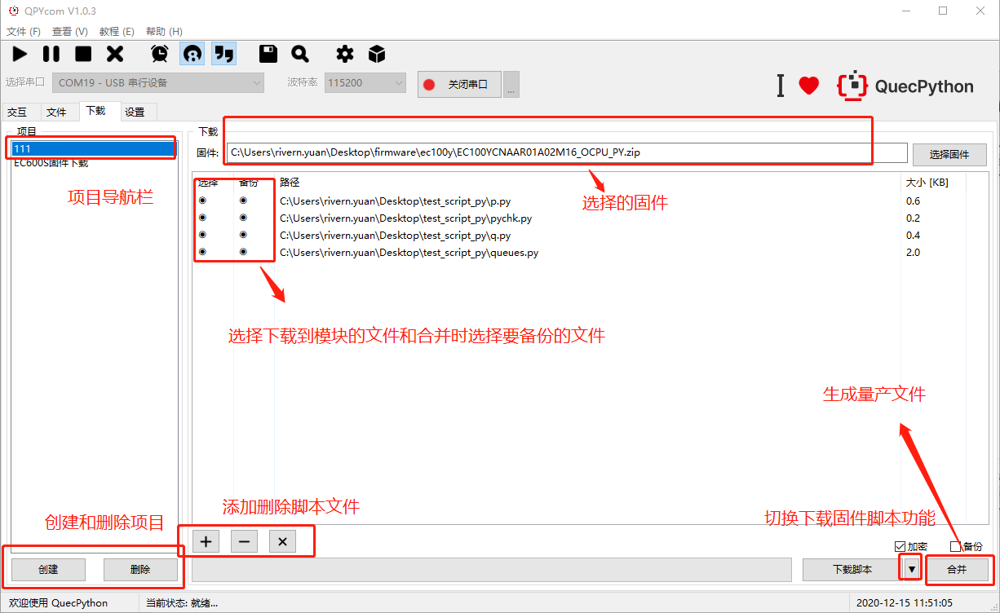 QPYcom V1.0.3
文件 (F) 查看 (V) 教程 (E) 帮助 (H)
选择串口 COM19 - USB 串行设备 波特率 115200 关闭串口 ... I QuecPython
交互 文件 下载 设置
项目 下载
111 固件: C:\Users\rivern.yuan\Desktop\firmware\ec100y\EC100YCNAAR01A02M16_OCPU_PY.zip 选择固件
EC600S固件下载
选择 备份 路径 大小 [KB]
项目导航栏
选择的固件
C:\Users\rivern.yuan\Desktop\test_script_py\p.py 0.6
C:\Users\rivern.yuan\Desktop\test_script_py\pychk.py 0.2
C:\Users\rivern.yuan\Desktop\test_script_py\q.py 0.4
C:\Users\rivern.yuan\Desktop\test_script_py\queues.py 2.0
选择下载到模块的文件和合并时选择要备份的文件
生成量产文件
添加删除脚本文件
创建和删除项目
切换下载固件脚本功能
加密 备份
创建 删除 下载脚本 合并
欢迎使用 QuecPython 当前状态: 就绪... 2020-12-15 11:51:05